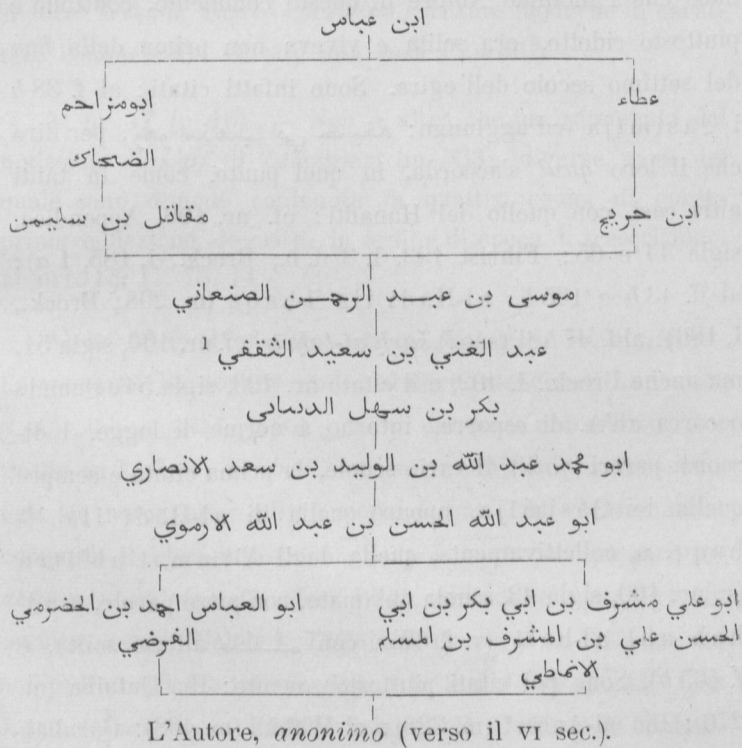 ابن عباس
عطاء
ابومزاحم
الضحاك
ابن جريج
مقاتل بن سليمن
موسى بن عبد الرحمن الصنعاني
عبد الغني بن سعيد الثقفي 1
بكر بن سهل الدمياطى
ابو محمد عبد الله بن الوليد بن سعد الانصاري
ابو عبد الله الحسن بن عبد الله الارموي
ابو علي مشرف بن ابي بكر بن ابي
الحسن علي بن المشرف بن المسلم
الانماطي
ابو العباس احمد بن الحضرمي
الفرضي
L'Autore, anonimo (verso il VI sec.).